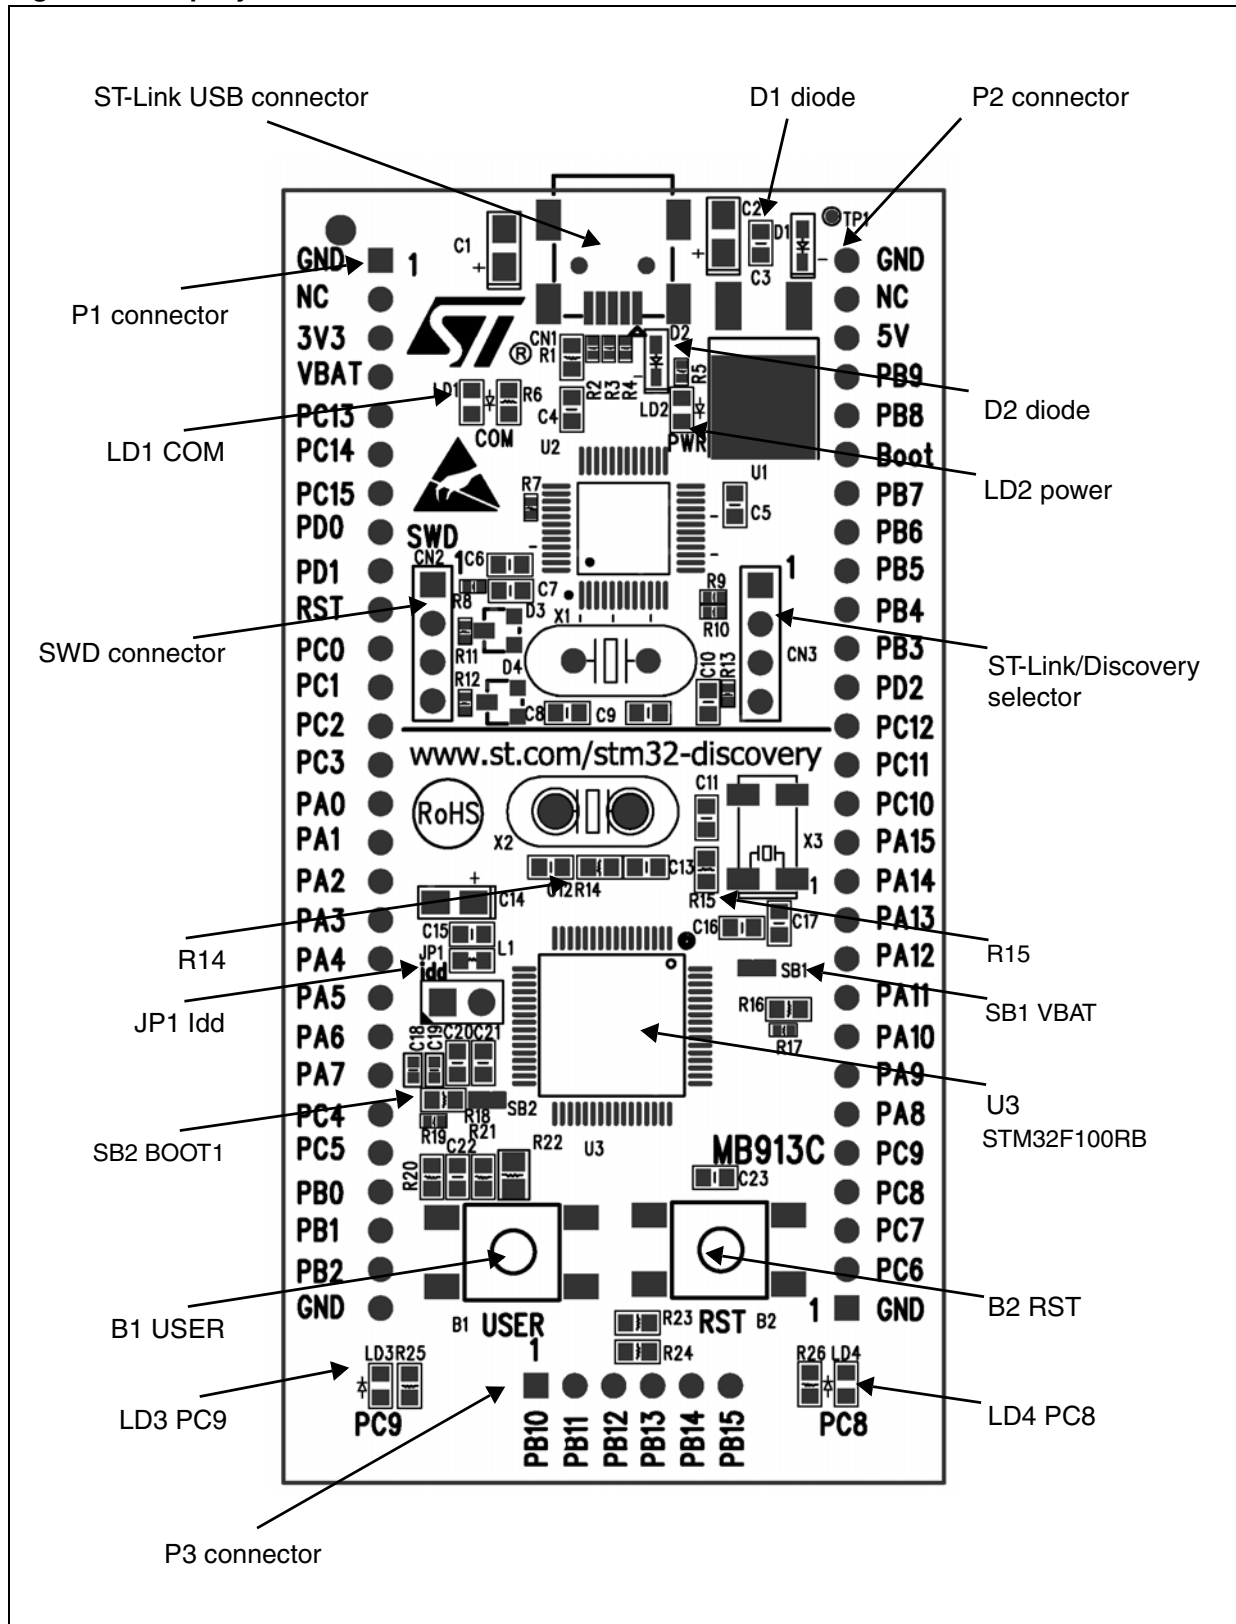 ST-Link USB connector
D1 diode
P2 connector
C2
D1
TP1
C1
+
+
-
C3
GND
1
GND
P1 connector
NC
NC
3V3
ST
®
CN1
R1
D2
5V
VBAT
R2
R3
R4
R5
PB9
D2 diode
PC13
LD1
R6
C4
LD2
PB8
LD1 COM
PC14
COM
U2
PWR
Boot
U1
LD2 power
PC15
R7
C5
PB7
PD0
SWD
PB6
CN2
1
C6
1
PD1
PB5
R8
C7
R9
RST
D3
X1
R10
PB4
SWD connector
PC0
R11
D4
C10
R13
CN3
PB3
ST-Link/Discovery
selector
PC1
R12
PD2
PC2
C8
C9
PC12
www.st.com/stm32-discovery
PC3
PC11
C11
PA0
RoHS
PC10
PA1
X2
X3
PA15
PA2
C12
R14
C13
1
PA14
C14
+
R15
PA3
C15
C16
C17
PA13
R14
JP1
L1
R15
PA4
Idd
SB1
PA12
JP1 Idd
PA5
R16
PA11
SB1 VBAT
PA6
C18
C19
C20
C21
R17
PA10
PA7
PA9
U3
STM32F100RB
PC4
R18
SB2
PA8
SB2 BOOT1
R19
R21
PC5
C22
R22
U3
MB913C
PC9
R20
PB0
C23
PC8
PB1
PC7
PB2
PC6
B1 USER
GND
B1
USER
R23
RST
B2
1
GND
B2 RST
1
R24
LD3
R25
R26
LD4
LD3 PC9
PC9
PB10
PB11
PB12
PB13
PB14
PB15
PC8
LD4 PC8
P3 connector